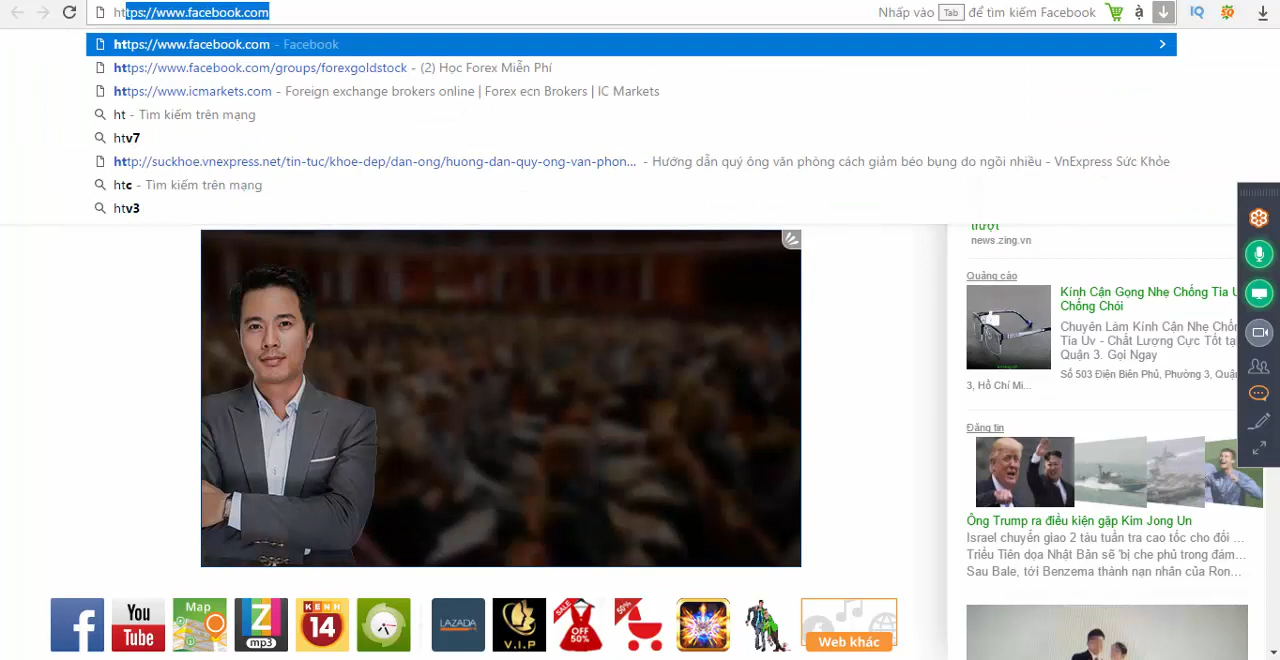 https://www.facebook.com
Nhấp vào Tab để tìm kiếm Facebook
https://www.facebook.com - Facebook
https://www.facebook.com/groups/forexgoldstock - (2) Học Forex Miễn Phí
https://www.icmarkets.com - Foreign exchange brokers online | Forex ecn Brokers | IC Markets
ht - Tìm kiếm trên mạng
htv7
http://suckhoe.vnexpress.net/tin-tuc/khoe-dep/dan-ong/huong-dan-quy-ong-van-phon... - Hướng dẫn quý ông văn phòng cách giảm béo bụng do ngồi nhiều - VnExpress Sức Khỏe
htc - Tìm kiếm trên mạng
htv3
trượt
news.zing.vn
Quảng cáo
Kính Cận Gọng Nhẹ Chống Tia U
Chống Chói
Chuyên Làm Kính Cận Nhẹ Chốn
Tia Uv - Chất Lượng Cực Tốt tạ
Quận 3. Gọi Ngay
Số 503 Điện Biên Phủ, Phường 3, Quậ
3, Hồ Chí Mi...
Đăng tin
Ông Trump ra điều kiện gặp Kim Jong Un
Israel chuyển giao 2 tàu tuần tra cao tốc cho đối ...
Triều Tiên dọa Nhật Bản sẽ 'bị che phủ trong đám...
Sau Bale, tới Benzema thành nạn nhân của Ron...
f
You
Tube
Map
Z
mp3
KENH
14
LAZADA
V.I.P
SALE
OFF
50%
50%
Web khác
IQ